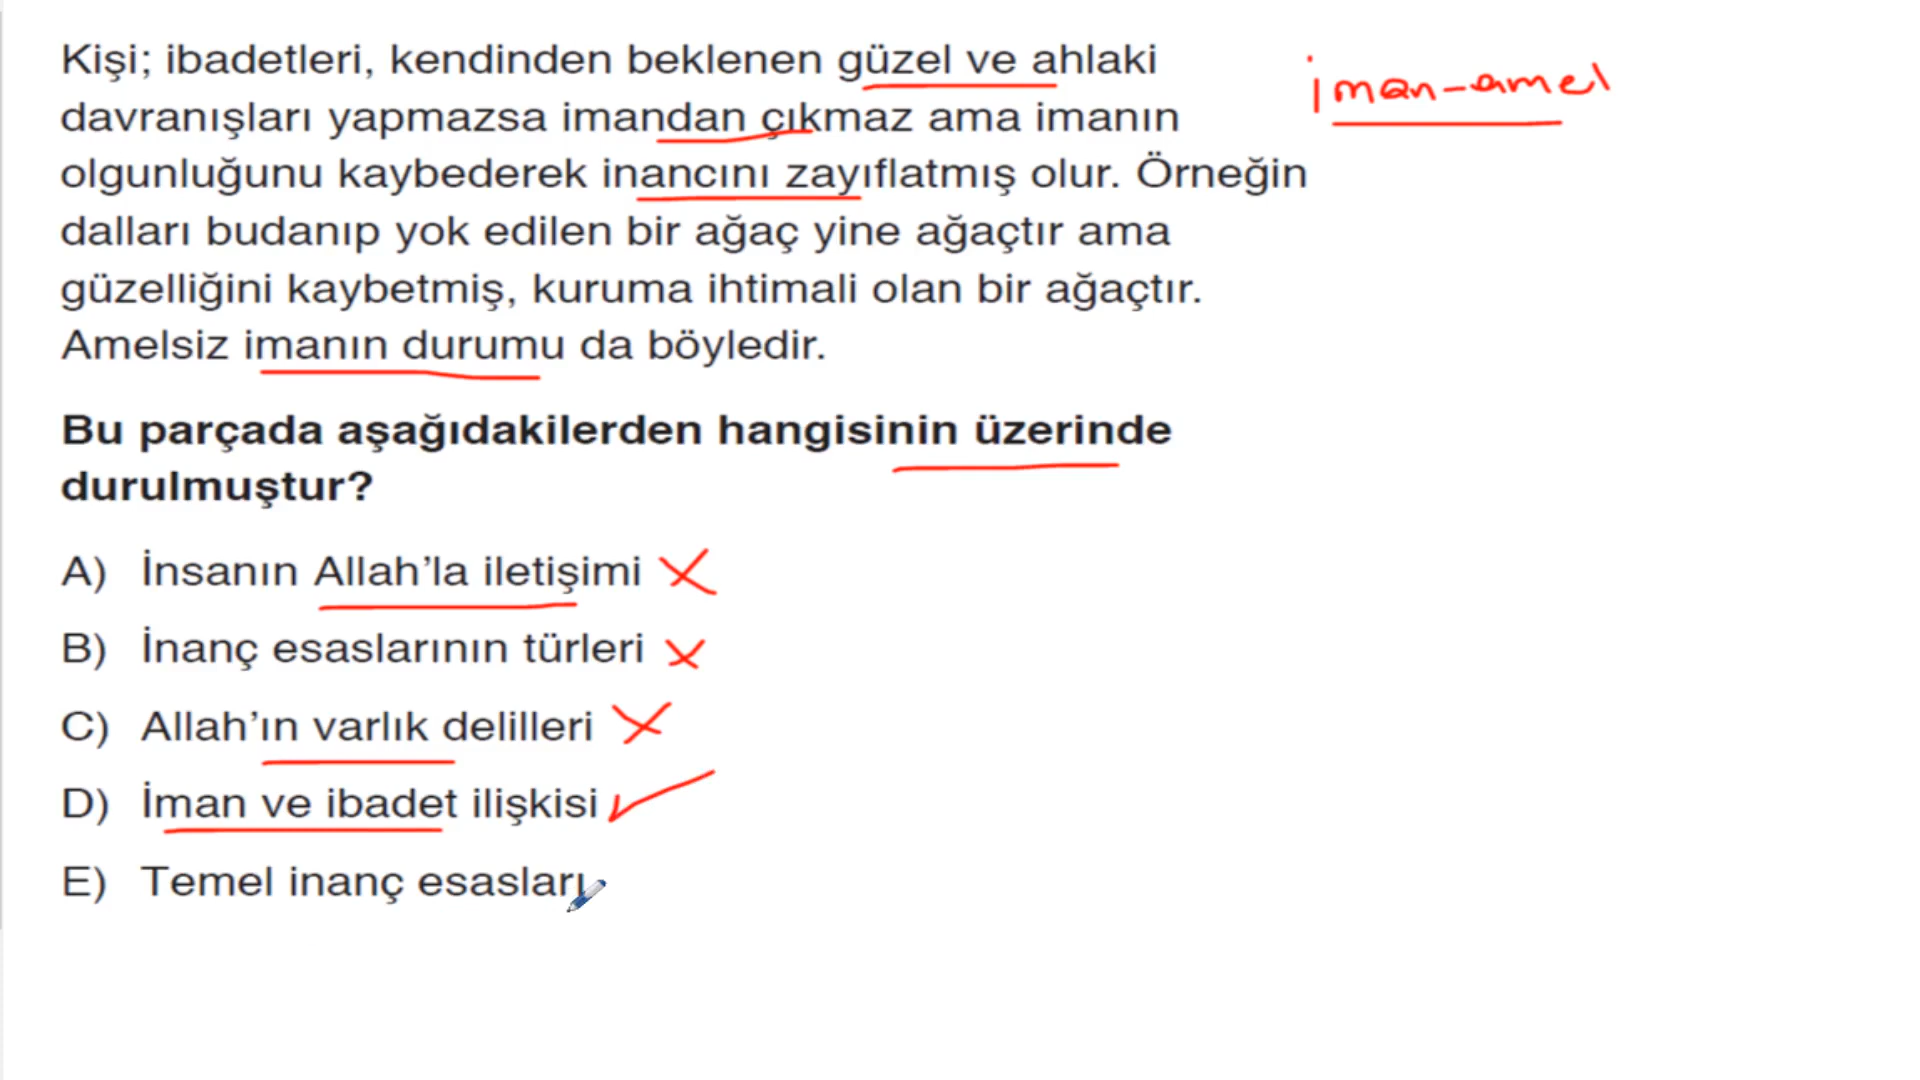 Kişi; ibadetleri, kendinden beklenen güzel ve ahlaki
iman-amel
davranışları yapmazsa imandan çıkmaz ama imanın
olgunluğunu kaybederek inancını zayıflatmış olur. Örneğin
dalları budanıp yok edilen bir ağaç yine ağaçtır ama
güzelliğini kaybetmiş, kuruma ihtimali olan bir ağaçtır.
Amelsiz imanın durumu da böyledir.
Bu parçada aşağıdakilerden hangisinin üzerinde
durulmuştur?
A) İnsanın Allah’la iletişimi
B) İnanç esaslarının türleri
C) Allah’ın varlık delilleri
D) İman ve ibadet ilişkisi
E) Temel inanç esasları